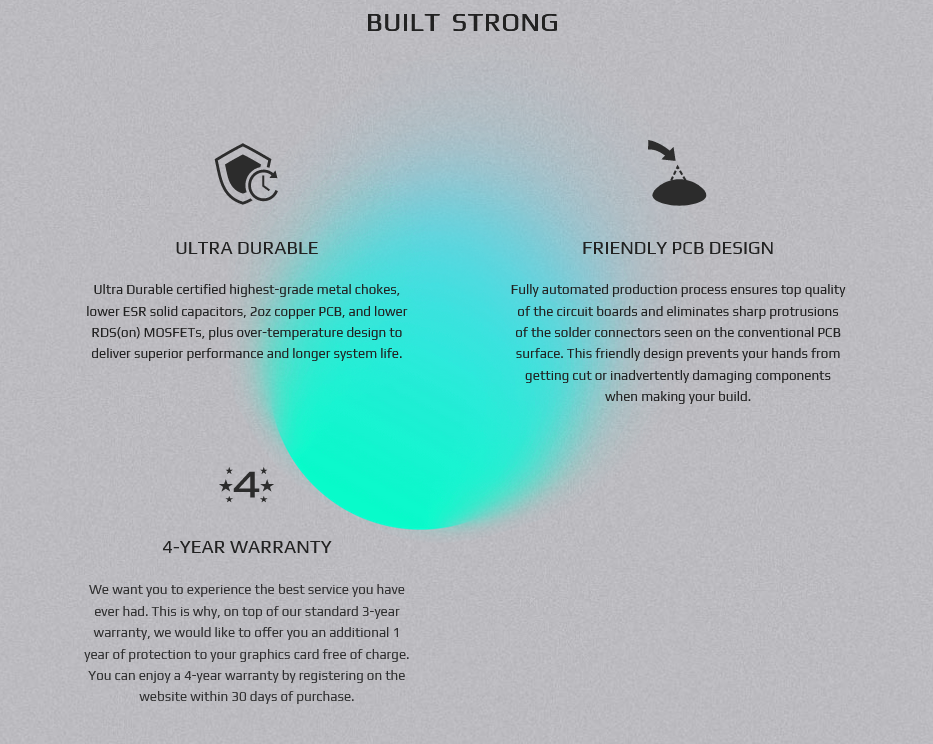 BUILT STRONG
ULTRA DURABLE
Ultra Durable certified highest-grade metal chokes,
lower ESR solid capacitors, 2oz copper PCB, and lower
RDS(on) MOSFETs, plus over-temperature design to
deliver superior performance and longer system life.
FRIENDLY PCB DESIGN
Fully automated production process ensures top quality
of the circuit boards and eliminates sharp protrusions
of the solder connectors seen on the conventional PCB
surface. This friendly design prevents your hands from
getting cut or inadvertently damaging components
when making your build.
4
4-YEAR WARRANTY
We want you to experience the best service you have
ever had. This is why, on top of our standard 3-year
warranty, we would like to offer you an additional 1
year of protection to your graphics card free of charge.
You can enjoy a 4-year warranty by registering on the
website within 30 days of purchase.